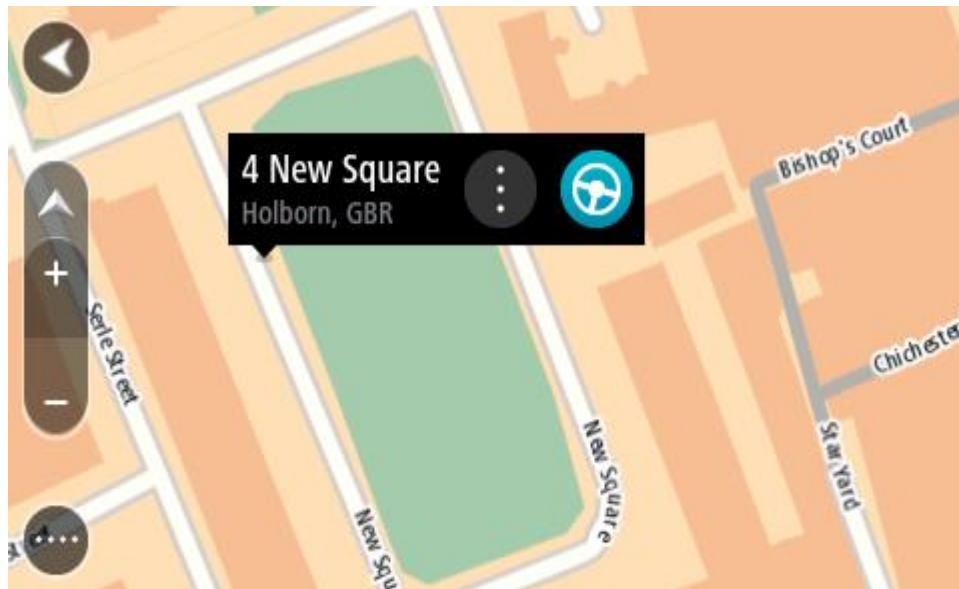 4 New Square
Holborn, GBR
Bishop's Court
Serle Street
Chichester
New Square
Star Yard
New Squ